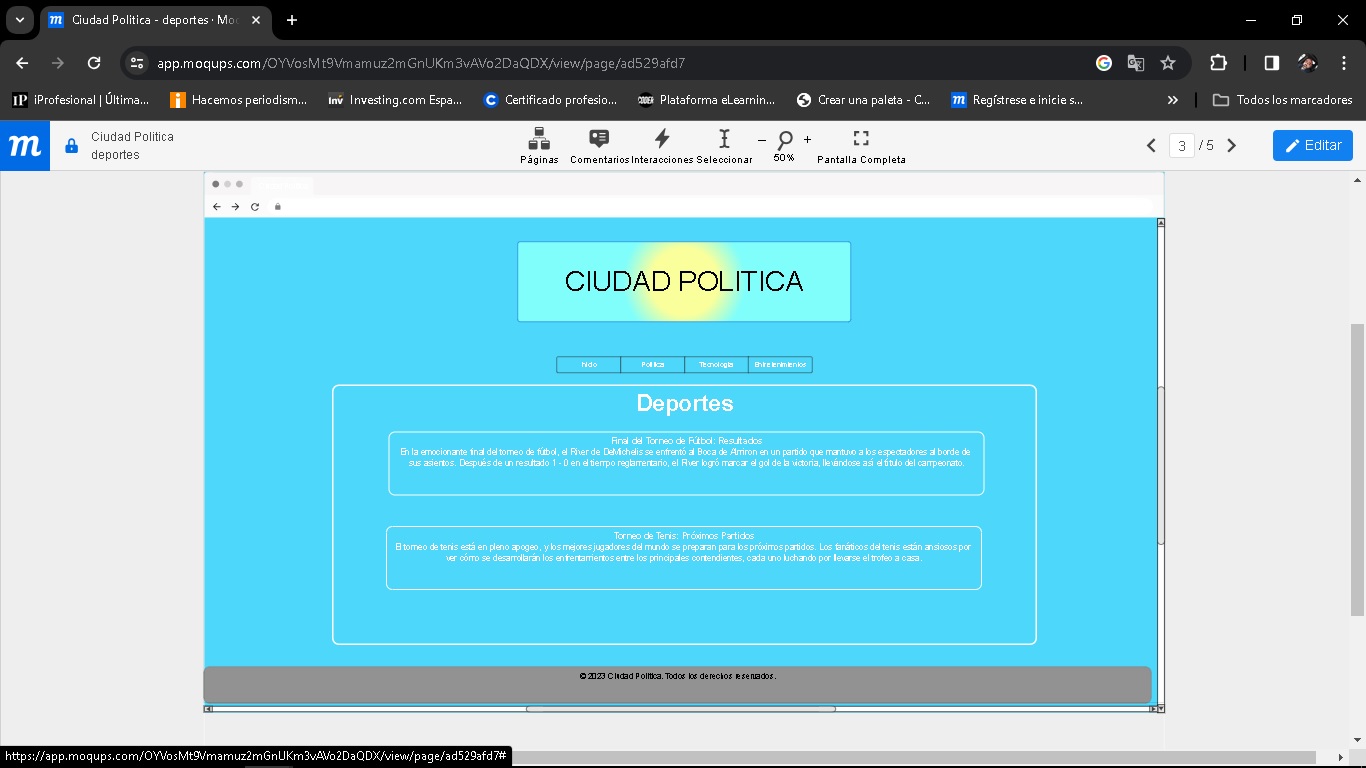 Ciudad Politica - deportes · Moc
app.moqups.com/OYVosMt9Vmamuz2mGnUKm3vAVo2DaQDX/view/page/ad529afd7
iP iProfesional | Última...
Hacemos periodism...
inv Investing.com Espa...
Certificado profesio...
Plataforma eLearnin...
Crear una paleta - C...
m Regístrese e inicie s...
»
Todos los marcadores
m
Ciudad Politica
deportes
Páginas
Comentarios
Interacciones
Seleccionar
– +
50%
Pantalla Completa
3 / 5
Editar
CIUDAD POLITICA
Inicio Politica Tecnologia Entretenimientos
Deportes
Final del Torneo de Fútbol: Resultados
En la emocionante final del torneo de fútbol, el River de DeMichelis se enfrentó al Boca de Almiron en un partido que mantuvo a los espectadores al borde de
sus asientos. Después de un resultado 1 - 0 en el tiempo reglamentario, el River logró marcar el gol de la victoria, llevándose así el título del campeonato.
Torneo de Tenis: Próximos Partidos
El torneo de tenis está en pleno apogeo, y los mejores jugadores del mundo se preparan para los próximos partidos. Los fanáticos del tenis están ansiosos por
ver cómo se desarrollarán los enfrentamientos entre los principales contendientes, cada uno luchando por llevarse el trofeo a casa.
© 2023 Ciudad Politica. Todos los derechos reservados.
https://app.moqups.com/OYVosMt9Vmamuz2mGnUKm3vAVo2DaQDX/view/page/ad529afd7#